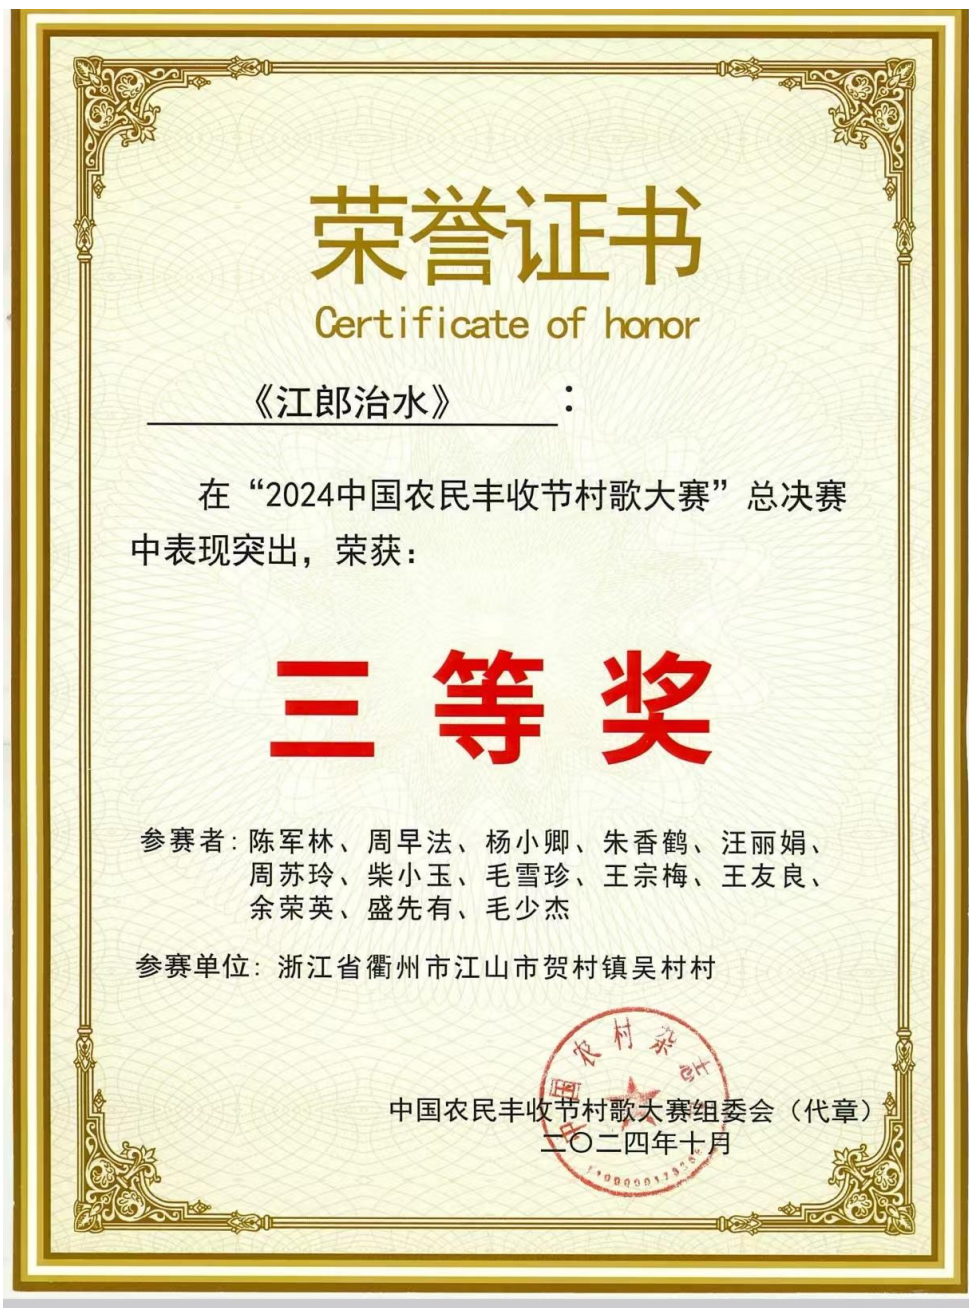 荣誉证书
Certificate of honor
《江郎治水》：
在“2024中国农民丰收节村歌大赛”总决赛
中表现突出，荣获：
三等奖
参赛者：陈军林、周早法、杨小卿、朱香鹤、汪丽娟、
周苏玲、柴小玉、毛雪珍、王宗梅、王友良、
余荣英、盛先有、毛少杰
参赛单位：浙江省衢州市江山市贺村镇吴村村
中国农村杂志
中国农民丰收节村歌大赛组委会（代章）
二〇二四年十月